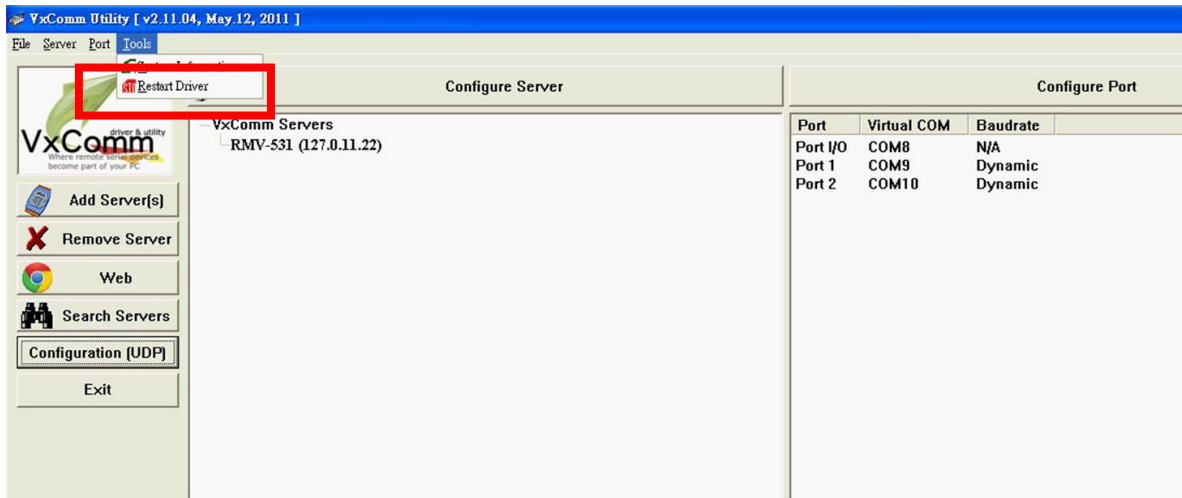 VxComm Utility [ v2.11.04, May.12, 2011 ]
File Server Port Tools
Restart Driver
Configure Server
Configure Port
VxComm
driver & utility
Where remote serial devices
become part of your PC
Add Server(s)
Remove Server
Web
Search Servers
Configuration (UDP)
Exit
VxComm Servers
RMV-531 (127.0.11.22)
Port Virtual COM Baudrate
Port I/O COM8 N/A
Port 1 COM9 Dynamic
Port 2 COM10 Dynamic